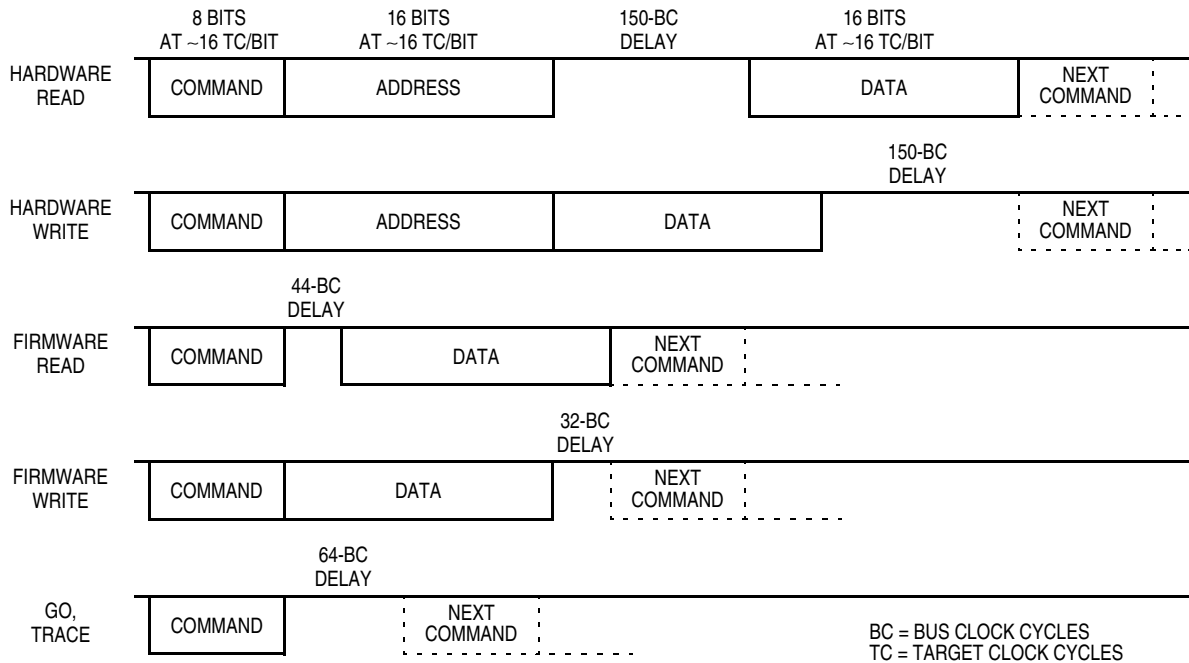 8 BITS
AT ~16 TC/BIT
16 BITS
AT ~16 TC/BIT
150-BC
DELAY
16 BITS
AT ~16 TC/BIT
HARDWARE
READ
COMMAND
ADDRESS
DATA
NEXT
COMMAND
150-BC
DELAY
HARDWARE
WRITE
COMMAND
ADDRESS
DATA
NEXT
COMMAND
44-BC
DELAY
FIRMWARE
READ
COMMAND
DATA
NEXT
COMMAND
32-BC
DELAY
FIRMWARE
WRITE
COMMAND
DATA
NEXT
COMMAND
64-BC
DELAY
GO,
TRACE
COMMAND
NEXT
COMMAND
BC = BUS CLOCK CYCLES
TC = TARGET CLOCK CYCLES